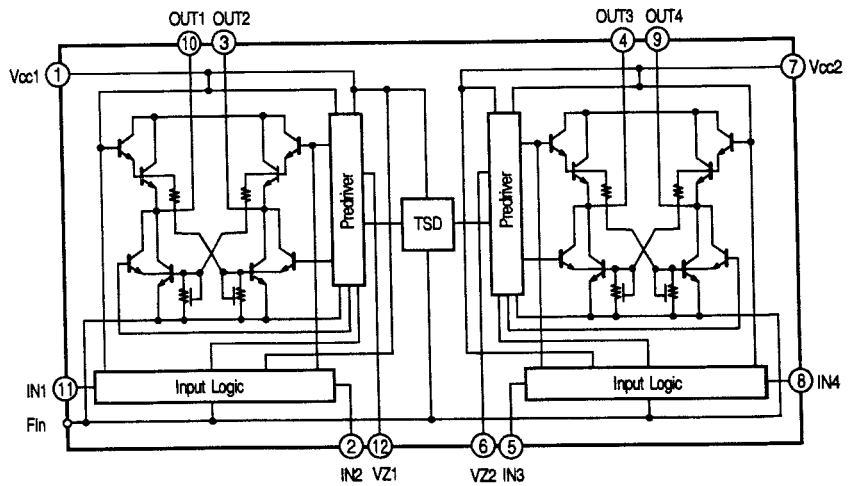 OUT1 OUT2
10 3
OUT3 OUT4
4 9
Vcc1 1
7 Vcc2
Predriver
TSD
Predriver
IN1 11
Input Logic
Input Logic
8 IN4
Fin
2 12
6 5
IN2 VZ1
VZ2 IN3